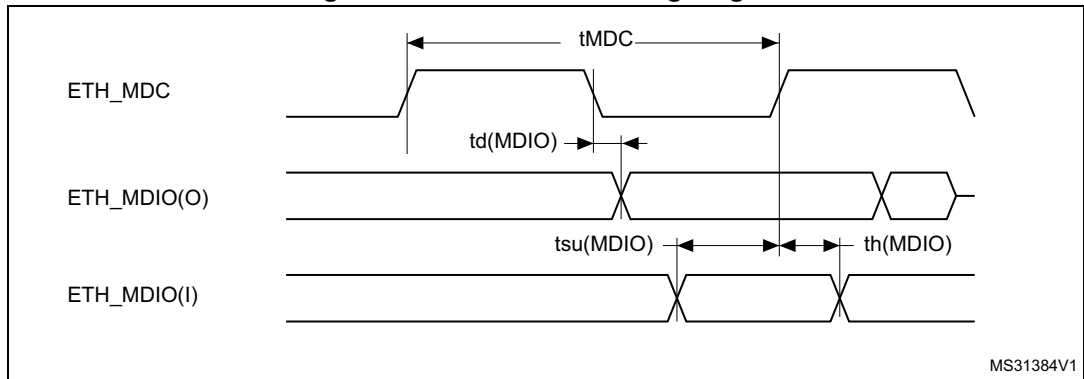 tMDC
ETH_MDC
td(MDIO)
ETH_MDIO(O)
tsu(MDIO)
th(MDIO)
ETH_MDIO(I)
MS31384V1